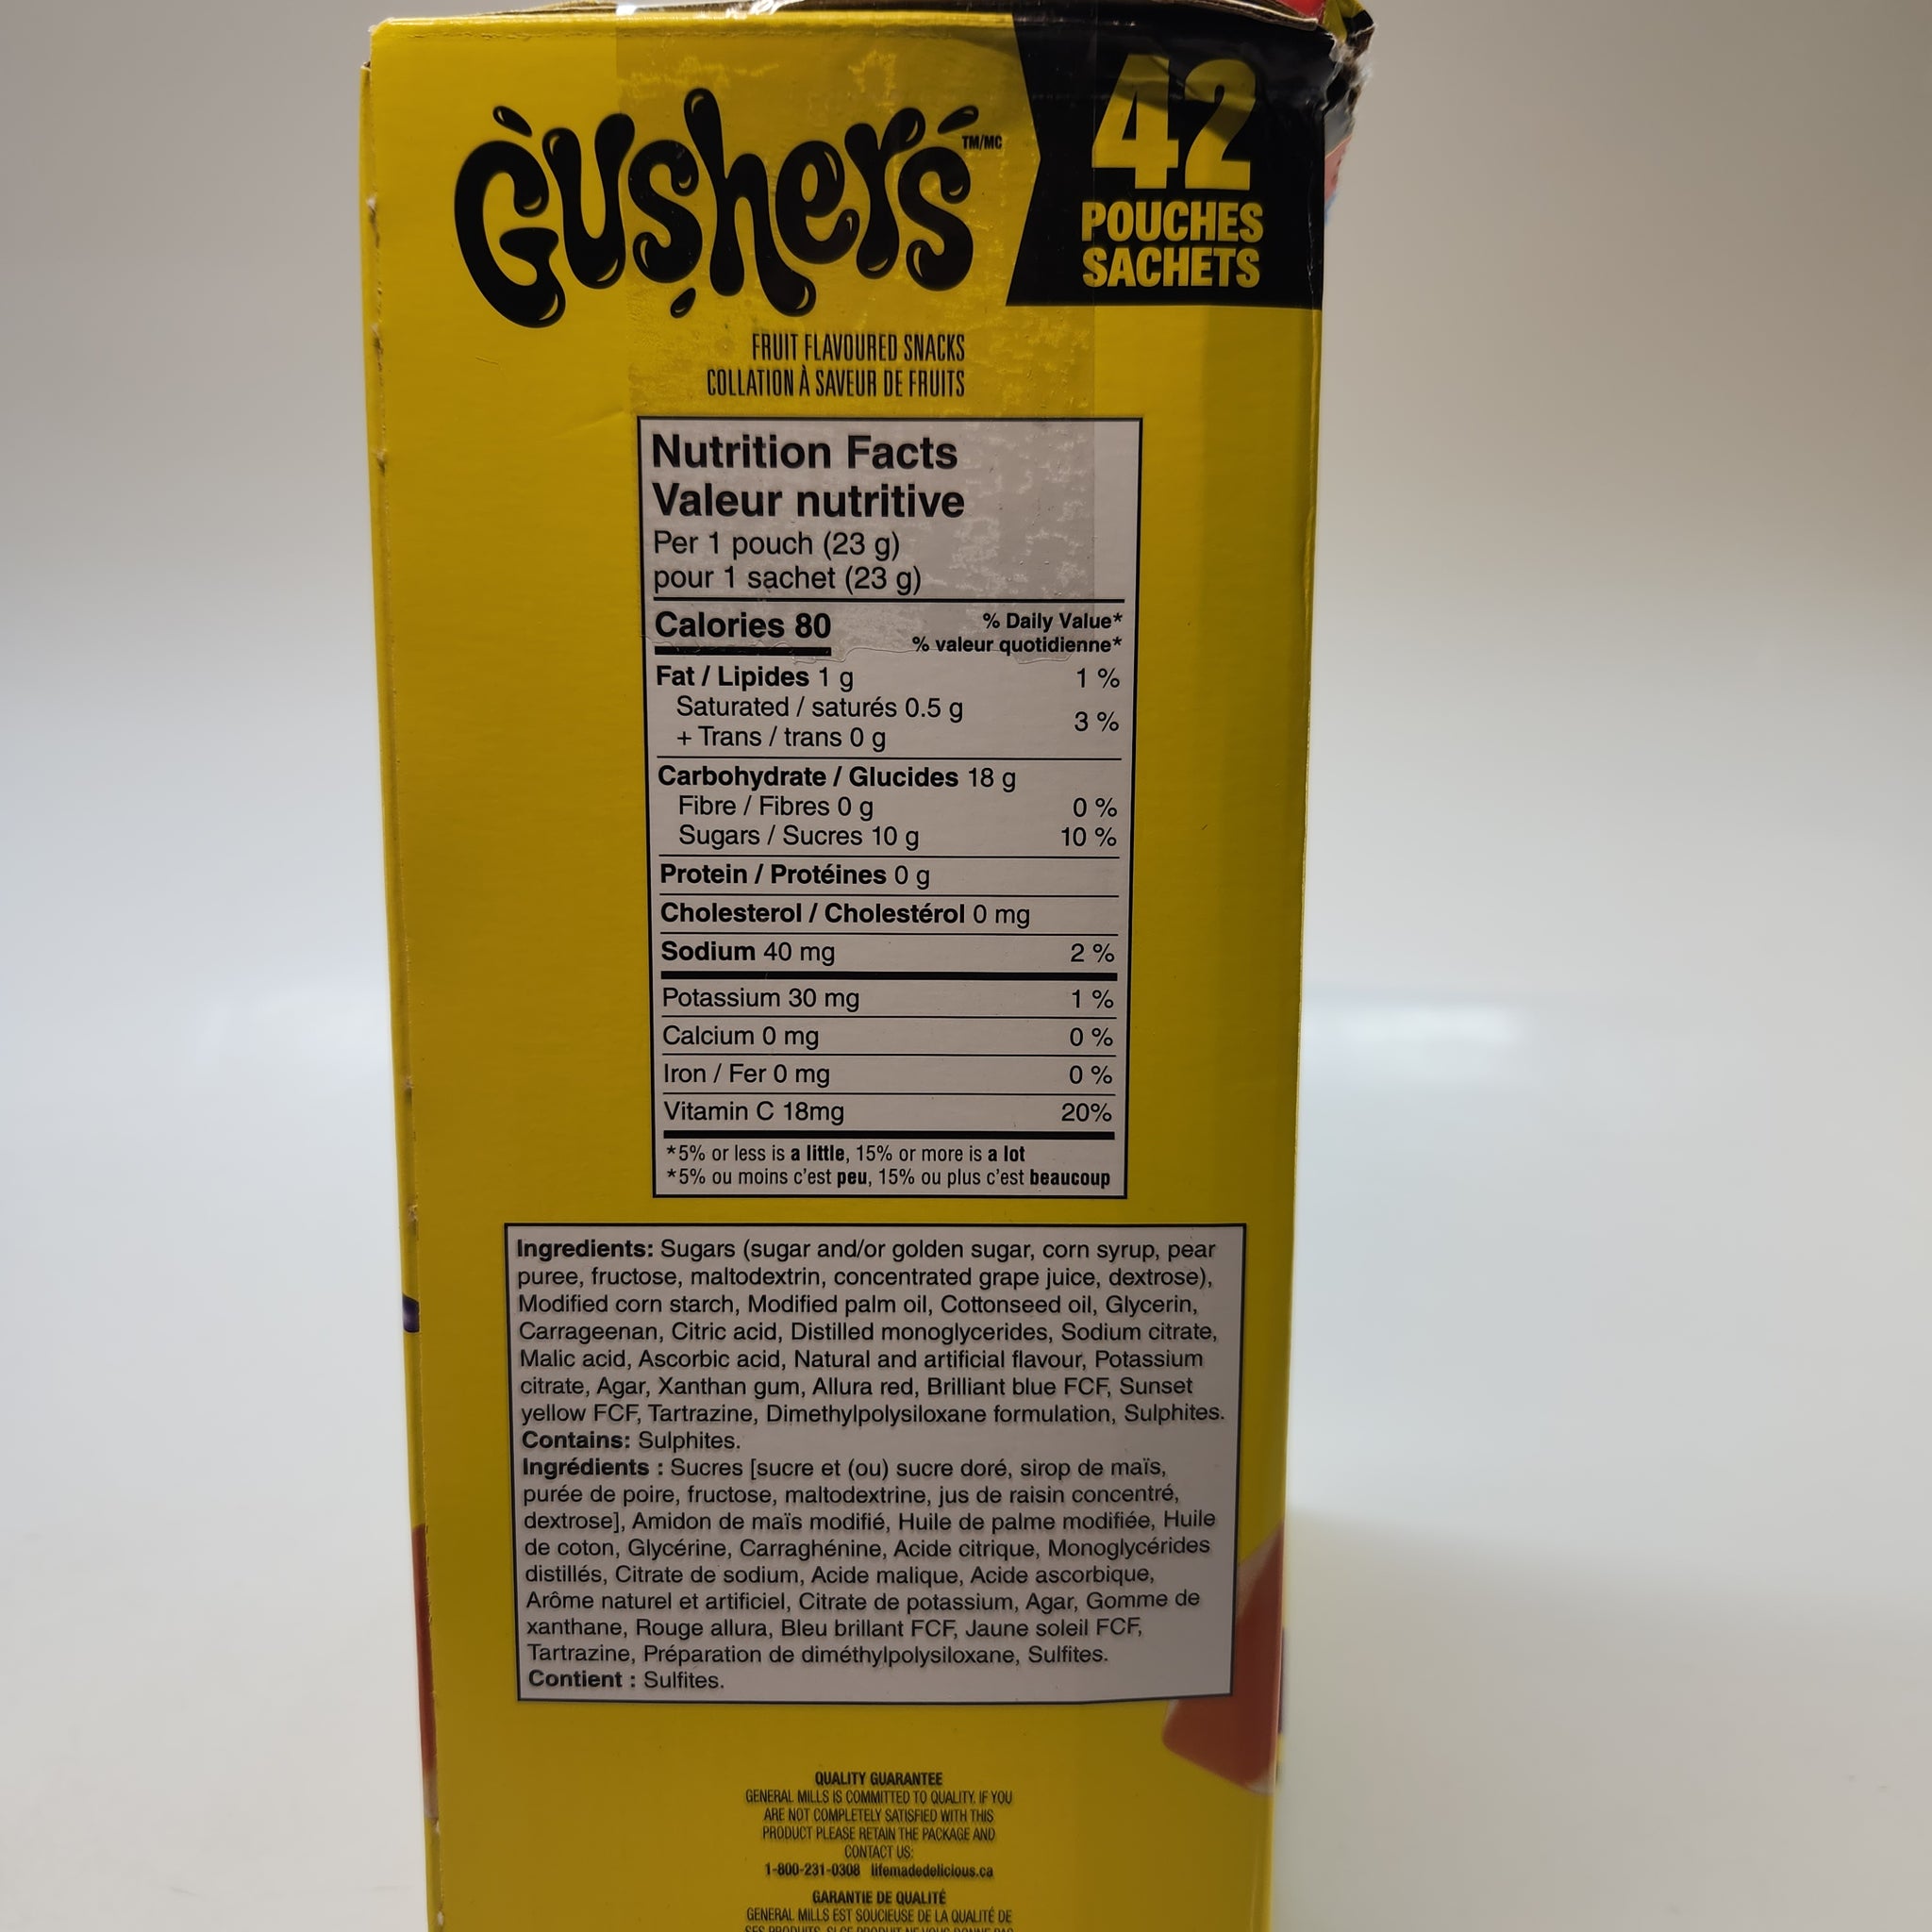 Gushers TM/MC
42
POUCHES
SACHETS
FRUIT FLAVOURED SNACKS
COLLATION À SAVEUR DE FRUITS
Nutrition Facts
Valeur nutritive
Per 1 pouch (23 g)
pour 1 sachet (23 g)
Calories 80
% Daily Value*
% valeur quotidienne*
Fat / Lipides 1 g 1 %
Saturated / saturés 0.5 g
+ Trans / trans 0 g
3 %
Carbohydrate / Glucides 18 g
Fibre / Fibres 0 g 0 %
Sugars / Sucres 10 g 10 %
Protein / Protéines 0 g
Cholesterol / Cholestérol 0 mg
Sodium 40 mg 2 %
Potassium 30 mg 1 %
Calcium 0 mg 0 %
Iron / Fer 0 mg 0 %
Vitamin C 18mg 20%
*5% or less is a little, 15% or more is a lot
*5% ou moins c'est peu, 15% ou plus c'est beaucoup
Ingredients: Sugars (sugar and/or golden sugar, corn syrup, pear
puree, fructose, maltodextrin, concentrated grape juice, dextrose),
Modified corn starch, Modified palm oil, Cottonseed oil, Glycerin,
Carrageenan, Citric acid, Distilled monoglycerides, Sodium citrate,
Malic acid, Ascorbic acid, Natural and artificial flavour, Potassium
citrate, Agar, Xanthan gum, Allura red, Brilliant blue FCF, Sunset
yellow FCF, Tartrazine, Dimethylpolysiloxane formulation, Sulphites.
Contains: Sulphites.
Ingrédients : Sucres [sucre et (ou) sucre doré, sirop de maïs,
purée de poire, fructose, maltodextrine, jus de raisin concentré,
dextrose], Amidon de maïs modifié, Huile de palme modifiée, Huile
de coton, Glycérine, Carraghénine, Acide citrique, Monoglycérides
distillés, Citrate de sodium, Acide malique, Acide ascorbique,
Arôme naturel et artificiel, Citrate de potassium, Agar, Gomme de
xanthane, Rouge allura, Bleu brillant FCF, Jaune soleil FCF,
Tartrazine, Préparation de diméthylpolysiloxane, Sulfites.
Contient : Sulfites.
QUALITY GUARANTEE
GENERAL MILLS IS COMMITTED TO QUALITY. IF YOU
ARE NOT COMPLETELY SATISFIED WITH THIS
PRODUCT PLEASE RETAIN THE PACKAGE AND
CONTACT US:
1-800-231-0308 lifemadedelicious.ca
GARANTIE DE QUALITÉ
GENERAL MILLS EST SOUCIEUSE DE LA QUALITÉ DE